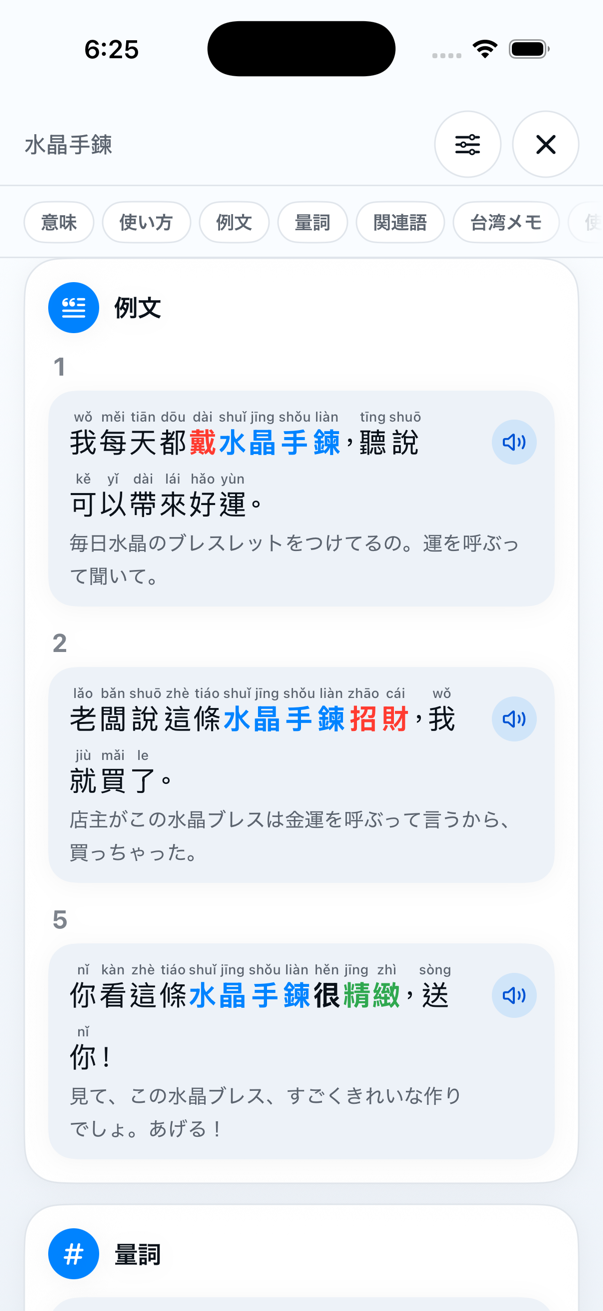 6:25
水晶手鍊
意味 使い方 例文 量詞 関連語 台湾メモ 使
例文
1
wǒ měi tiān dōu dài shuǐ jīng shǒu liàn tīng shuō
我每天都戴水晶手鍊，聽說
kě yǐ dài lái hǎo yùn
可以帶來好運。
毎日水晶のブレスレットをつけてるの。運を呼ぶっ
て聞いて。
2
lǎo bǎn shuō zhè tiáo shuǐ jīng shǒu liàn zhāo cái wǒ
老闆說這條水晶手鍊招財，我
jiù mǎi le
就買了。
店主がこの水晶ブレスは金運を呼ぶって言うから、
買っちゃった。
5
nǐ kàn zhè tiáo shuǐ jīng shǒu liàn hěn jīng zhì sòng
你看這條水晶手鍊很精緻，送
nǐ
你！
見て、この水晶ブレス、すごくきれいな作り
でしょ。あげる！
量詞